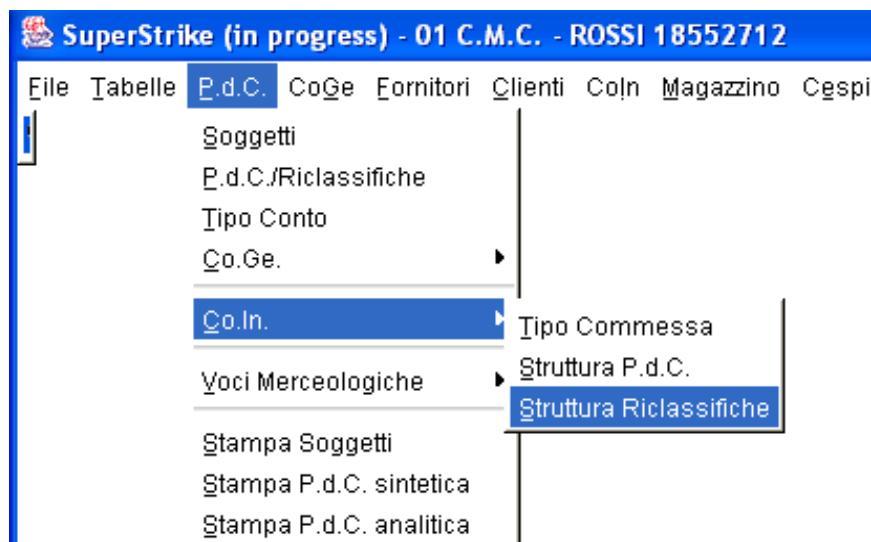 SuperStrike (in progress) - 01 C.M.C. - ROSSI 18552712
File Tabelle P.d.C. CoGe Fornitori Clienti CoIn Magazzino Cespi
Soggetti
P.d.C./Riclassifiche
Tipo Conto
Co.Ge.
Co.In.
Tipo Commessa
Struttura P.d.C.
Voci Merceologiche
Struttura Riclassifiche
Stampa Soggetti
Stampa P.d.C. sintetica
Stampa P.d.C. analitica